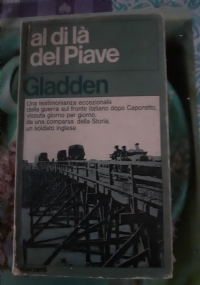 al di là
del Piave
Gladden
Una testimonianza eccezionale
della guerra sul fronte italiano dopo Caporetto,
vissuta giorno per giorno,
da una comparsa della Storia,
un soldato inglese